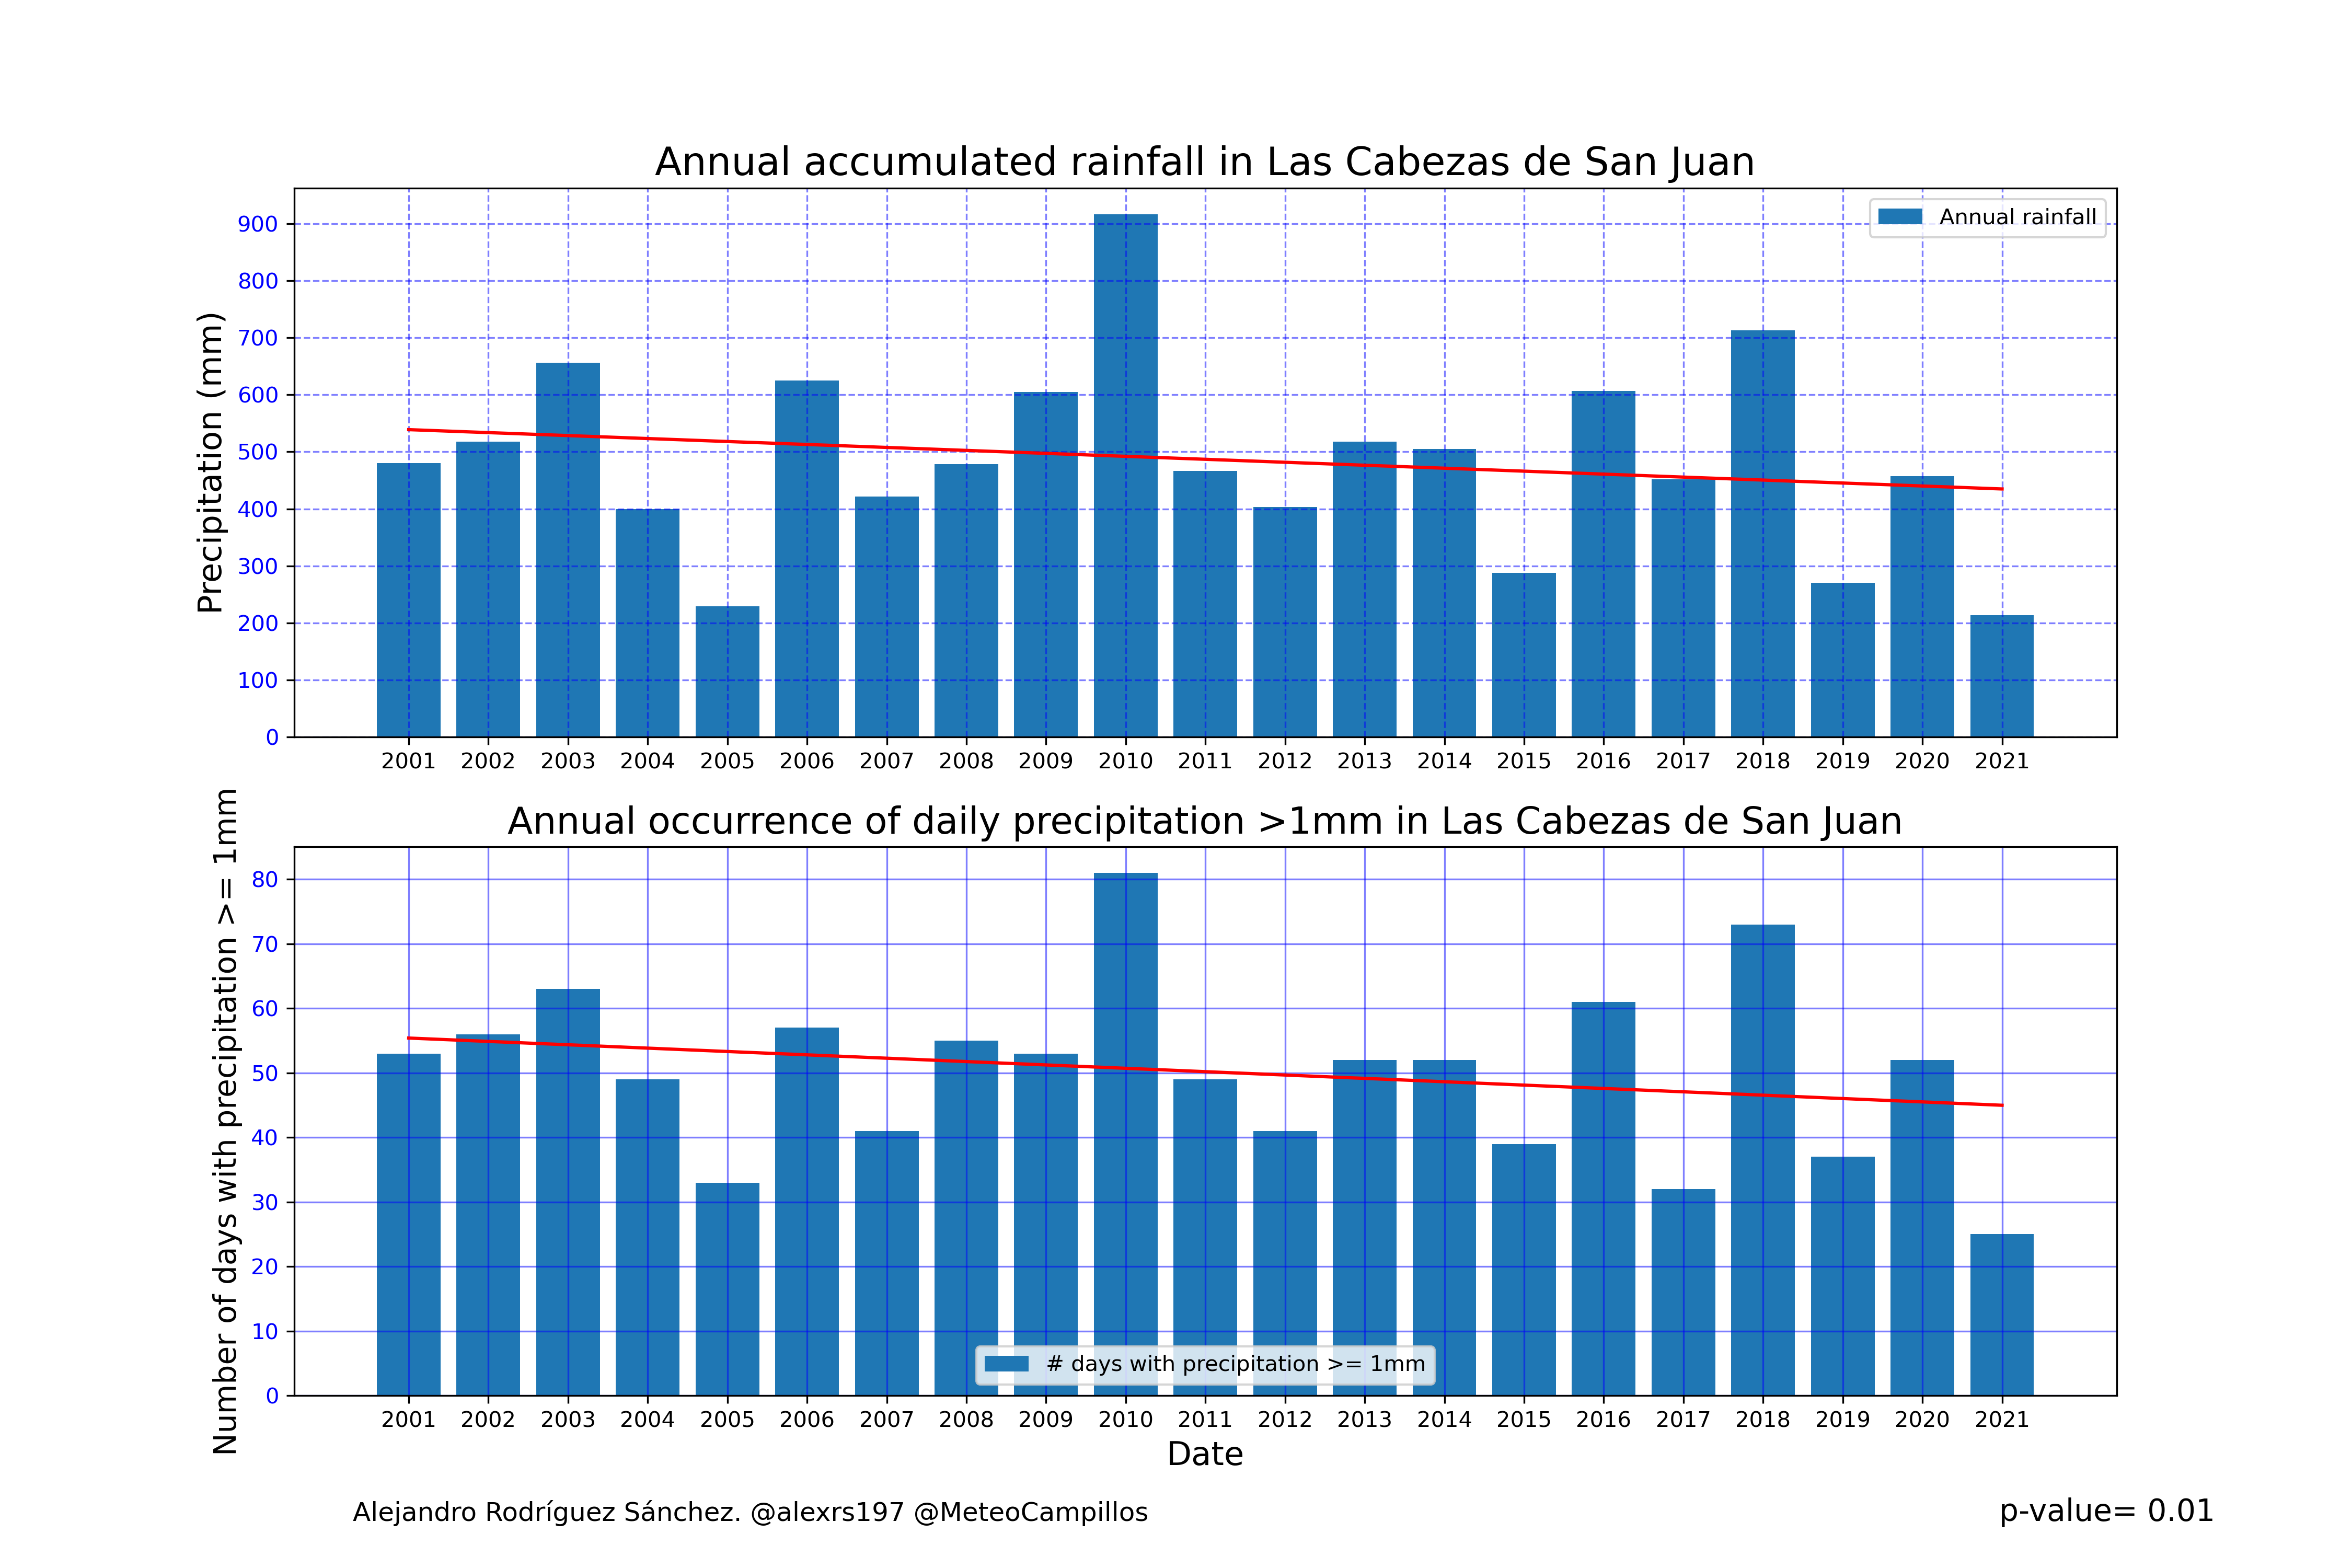 Annual accumulated rainfall in Las Cabezas de San Juan
Precipitation (mm)
900
800
700
600
500
400
300
200
100
0
Annual rainfall
2001 2002 2003 2004 2005 2006 2007 2008 2009 2010 2011 2012 2013 2014 2015 2016 2017 2018 2019 2020 2021
Annual occurrence of daily precipitation >1mm in Las Cabezas de San Juan
Number of days with precipitation >= 1mm
80
70
60
50
40
30
20
10
0
# days with precipitation >= 1mm
2001 2002 2003 2004 2005 2006 2007 2008 2009 2010 2011 2012 2013 2014 2015 2016 2017 2018 2019 2020 2021
Date
Alejandro Rodríguez Sánchez. @alexrs197 @MeteoCampillos
p-value= 0.01